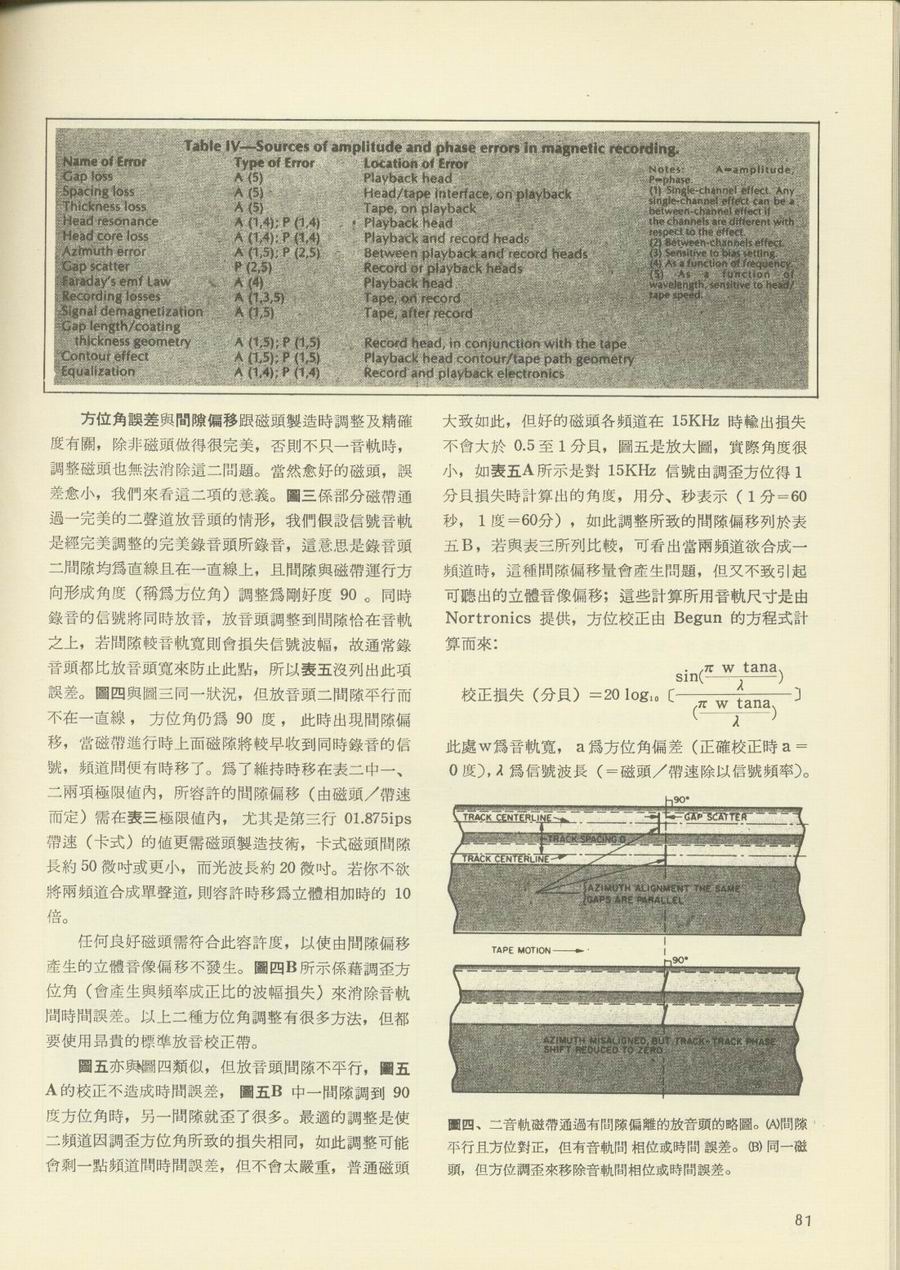 Table IV—Sources of amplitude and phase errors in magnetic recording.
Name of Error Type of Error Location of Error
Gap loss A (5) Playback head
Spacing loss A (5) Head/tape interface, on playback
Thickness loss A (5) Tape, on playback
Head resonance A (1,4); P (1,4) Playback head
Head core loss A (1,4); P (1,4) Playback and record heads
Azimuth error A (1,5); P (2,5) Between playback and record heads
Gap scatter P (2,5) Record or playback heads
Faraday's emf Law A (4) Playback head
Recording losses A (1,3,5) Tape, on record
Signal demagnetization A (1,5) Tape, after record
Gap length/coating
thickness geometry A (1,5); P (1,5) Record head, in conjunction with the tape
Contour effect A (1,5); P (1,5) Playback head contour/tape path geometry
Equalization A (1,4); P (1,4) Record and playback electronics
Notes: A=amplitude,
P=phase.
(1) Single-channel effect. Any
single-channel effect can be a
between-channel effect if
the channels are different with
respect to the effect.
(2) Between-channels effect.
(3) Sensitive to bias setting.
(4) As a function of frequency.
(5) As a function of
wavelength, sensitive to head/
tape speed.
方位角誤差與間隙偏移跟磁頭製造時調整及精確
度有關，除非磁頭做得很完美，否則不只一音軌時，
調整磁頭也無法消除這二問題。當然愈好的磁頭，誤
差愈小，我們來看這二項的意義。圖三係部分磁帶通
過一完美的二聲道放音頭的情形，我們假設信號音軌
是經完美調整的完美錄音頭所錄音，這意思是錄音頭
二間隙均爲直線且在一直線上，且間隙與磁帶運行方
向形成角度（稱爲方位角）調整爲剛好度 90 。同時
錄音的信號將同時放音，放音頭調整到間隙恰在音軌
之上，若間隙較音軌寬則會損失信號波幅，故通常錄
音頭都比放音頭寬來防止此點，所以表五沒列出此項
誤差。圖四與圖三同一狀況，但放音頭二間隙平行而
不在一直線， 方位角仍爲 90 度， 此時出現間隙偏
移，當磁帶進行時上面磁隙將較早收到同時錄音的信
號，頻道間便有時移了。爲了維持時移在表二中一、
二兩項極限値內，所容許的間隙偏移（由磁頭／帶速
而定）需在表三極限値內， 尤其是第三行 01.875ips
帶速（卡式）的値更需磁頭製造技術，卡式磁頭間隙
長約 50 微吋或更小，而光波長約 20 微吋。若你不欲
將兩頻道合成單聲道，則容許時移爲立體相加時的 10
倍。
任何良好磁頭需符合此容許度，以使由間隙偏移
產生的立體音像偏移不發生。圖四B 所示係藉調歪方
位角（會產生與頻率成正比的波幅損失）來消除音軌
間時間誤差。以上二種方位角調整有很多方法，但都
要使用昻貴的標準放音校正帶。
圖五亦與圖四類似，但放音頭間隙不平行，圖五
A 的校正不造成時間誤差， 圖五B 中一間隙調到 90
度方位角時，另一間隙就歪了很多。最適的調整是使
二頻道因調歪方位角所致的損失相同，如此調整可能
會剩一點頻道間時間誤差，但不會太嚴重，普通磁頭
大致如此，但好的磁頭各頻道在 15KHz 時輸出損失
不會大於 0.5 至 1 分貝，圖五是放大圖，實際角度很
小，如表五A 所示是對 15KHz 信號由調歪方位得 1
分貝損失時計算出的角度，用分、秒表示（1 分＝60
秒， 1 度＝60分），如此調整所致的間隙偏移列於表
五 B，若與表三所列比較，可看出當兩頻道欲合成一
頻道時，這種間隙偏移量會產生問題，但又不致引起
可聽出的立體音像偏移；這些計算所用音軌尺寸是由
Nortronics 提供，方位校正由 Begun 的方程式計
算而來：
校正損失（分貝）＝20 log₁₀〔 sin(π w tana/λ) / (π w tana/λ) 〕
此處w爲音軌寬， a 爲方位角偏差（正確校正時 a ＝
0 度），λ 爲信號波長（＝磁頭／帶速除以信號頻率）。
90°
TRACK CENTERLINE GAP SCATTER
TRACK SPACING D
TRACK CENTERLINE
AZIMUTH ALIGNMENT THE SAME
GAPS ARE PARALLEL
TAPE MOTION
90°
AZIMUTH MISALIGNED, BUT TRACK-TRACK PHASE
SHIFT REDUCED TO ZERO
圖四、二音軌磁帶通過有間隙偏離的放音頭的略圖。(A)間隙
平行且方位對正，但有音軌間 相位或時間 誤差。(B) 同一磁
頭，但方位調歪來移除音軌間相位或時間誤差。
81